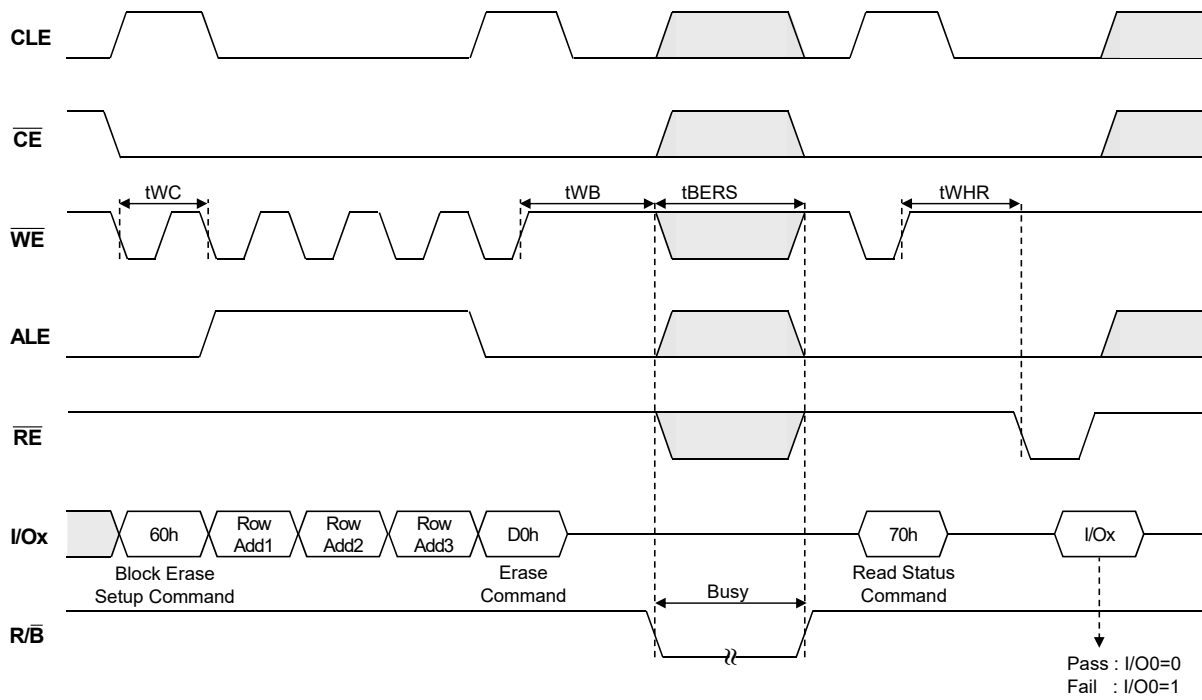 CLE
CE
tWC
tWB
tBERS
tWHR
WE
ALE
RE
I/Ox
60h
Row
Add1
Row
Add2
Row
Add3
D0h
70h
I/Ox
Block Erase
Setup Command
Erase
Command
Read Status
Command
Busy
R/B
Pass : I/O0=0
Fail : I/O0=1